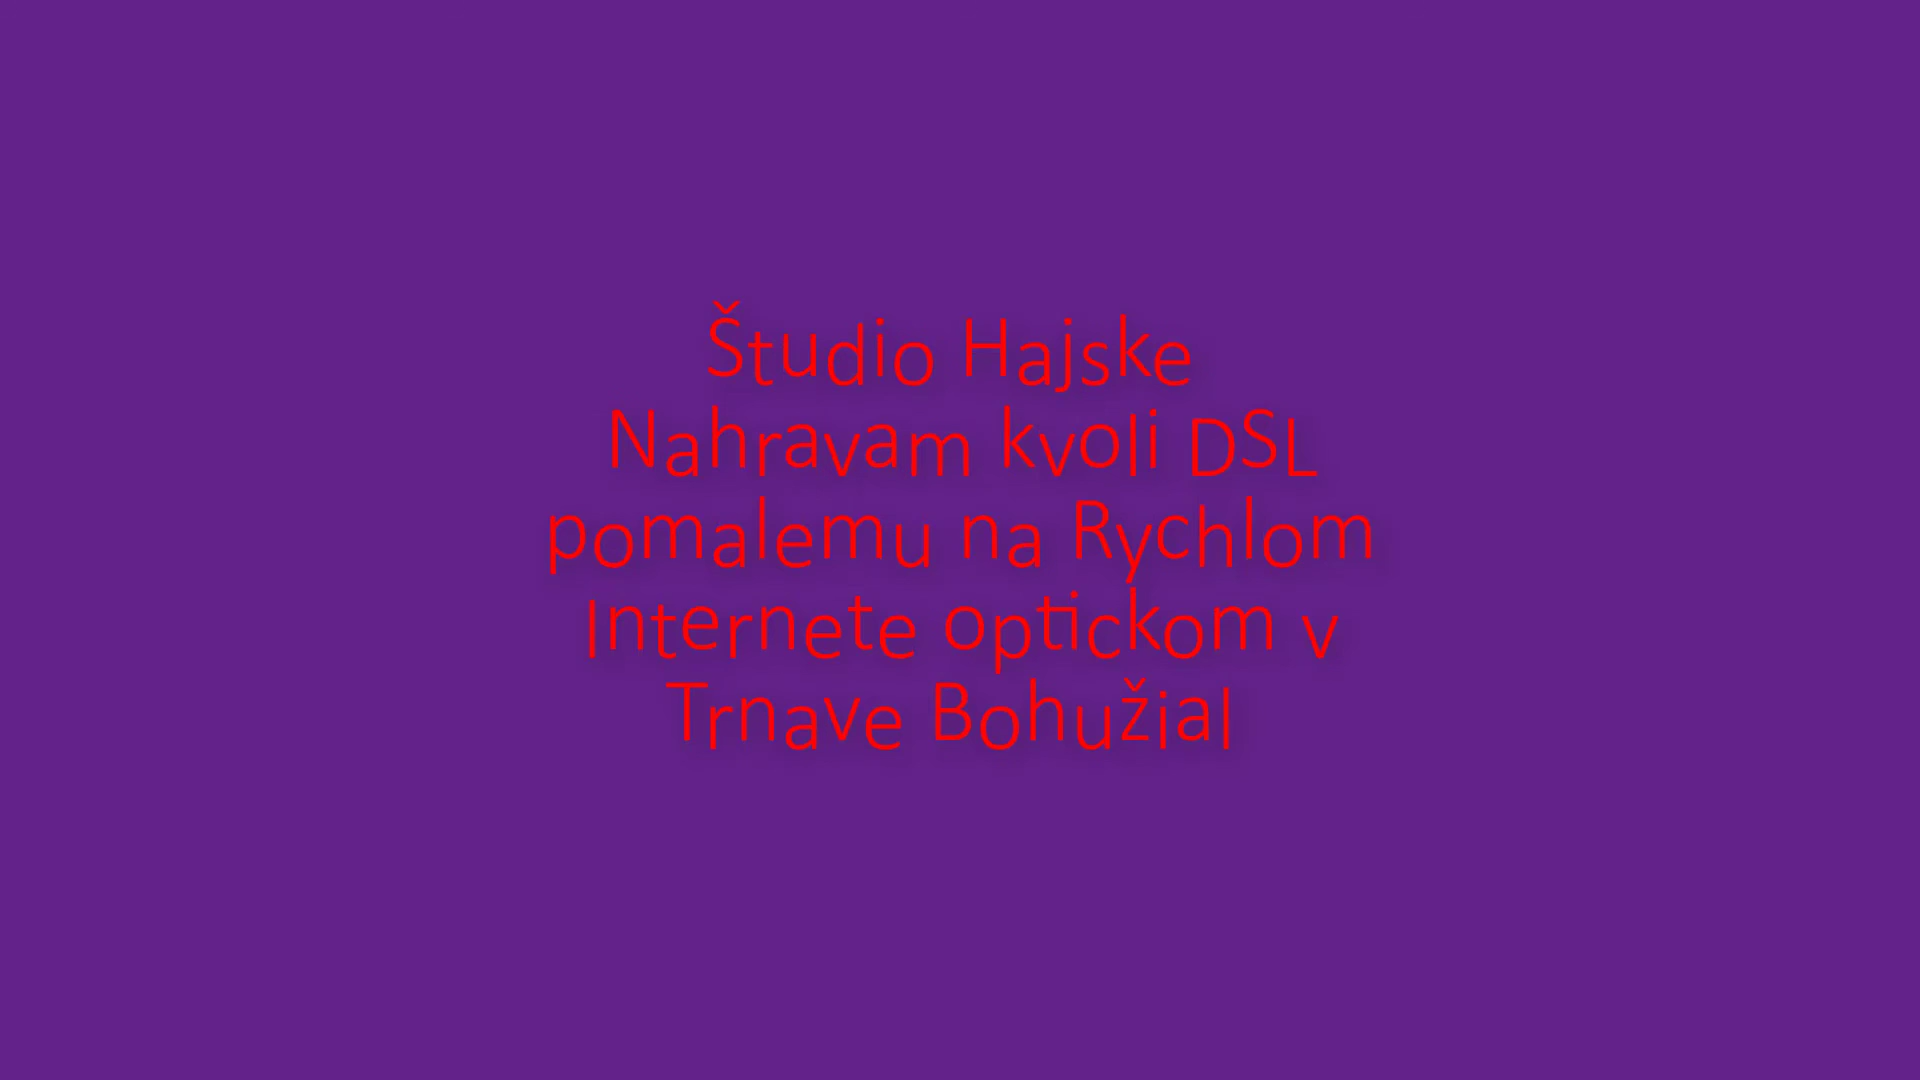 Študio Hajske
Nahravam kvoli DSL
pomalemu na Rychlom
Internete optickom v
Trnave Bohužial